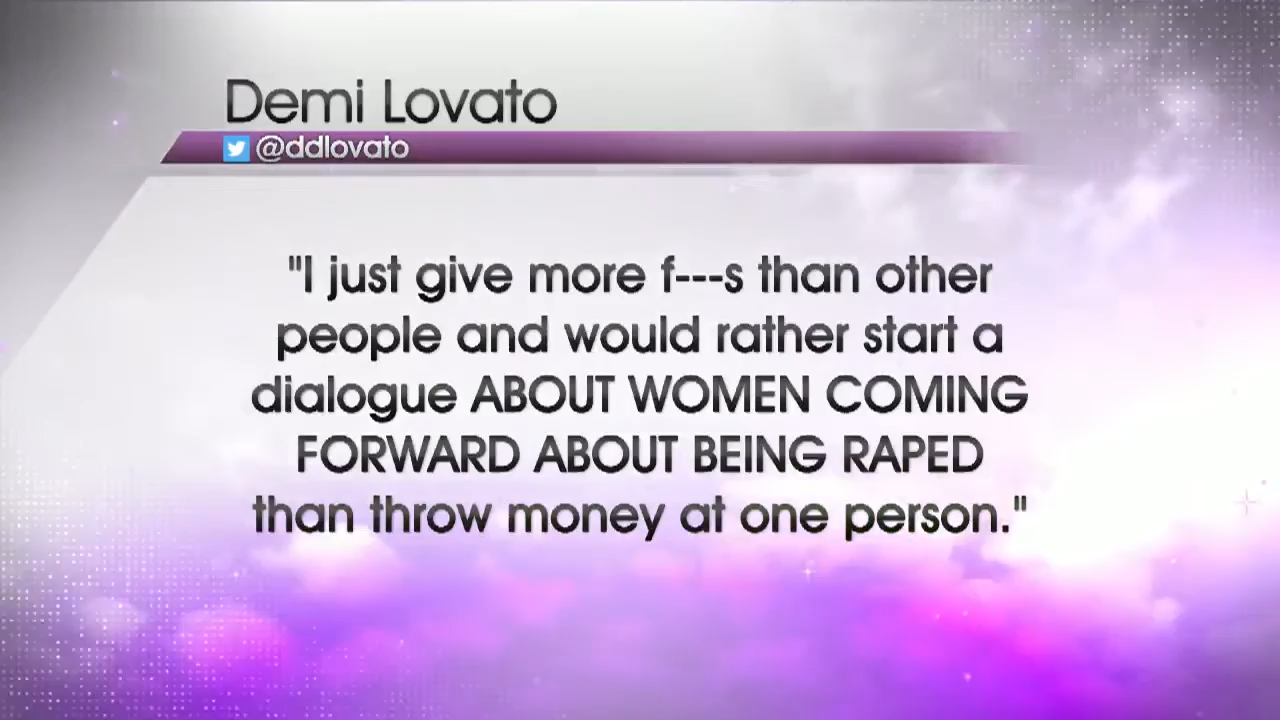 Demi Lovato
@ddlovato
"I just give more f---s than other
people and would rather start a
dialogue ABOUT WOMEN COMING
FORWARD ABOUT BEING RAPED
than throw money at one person."